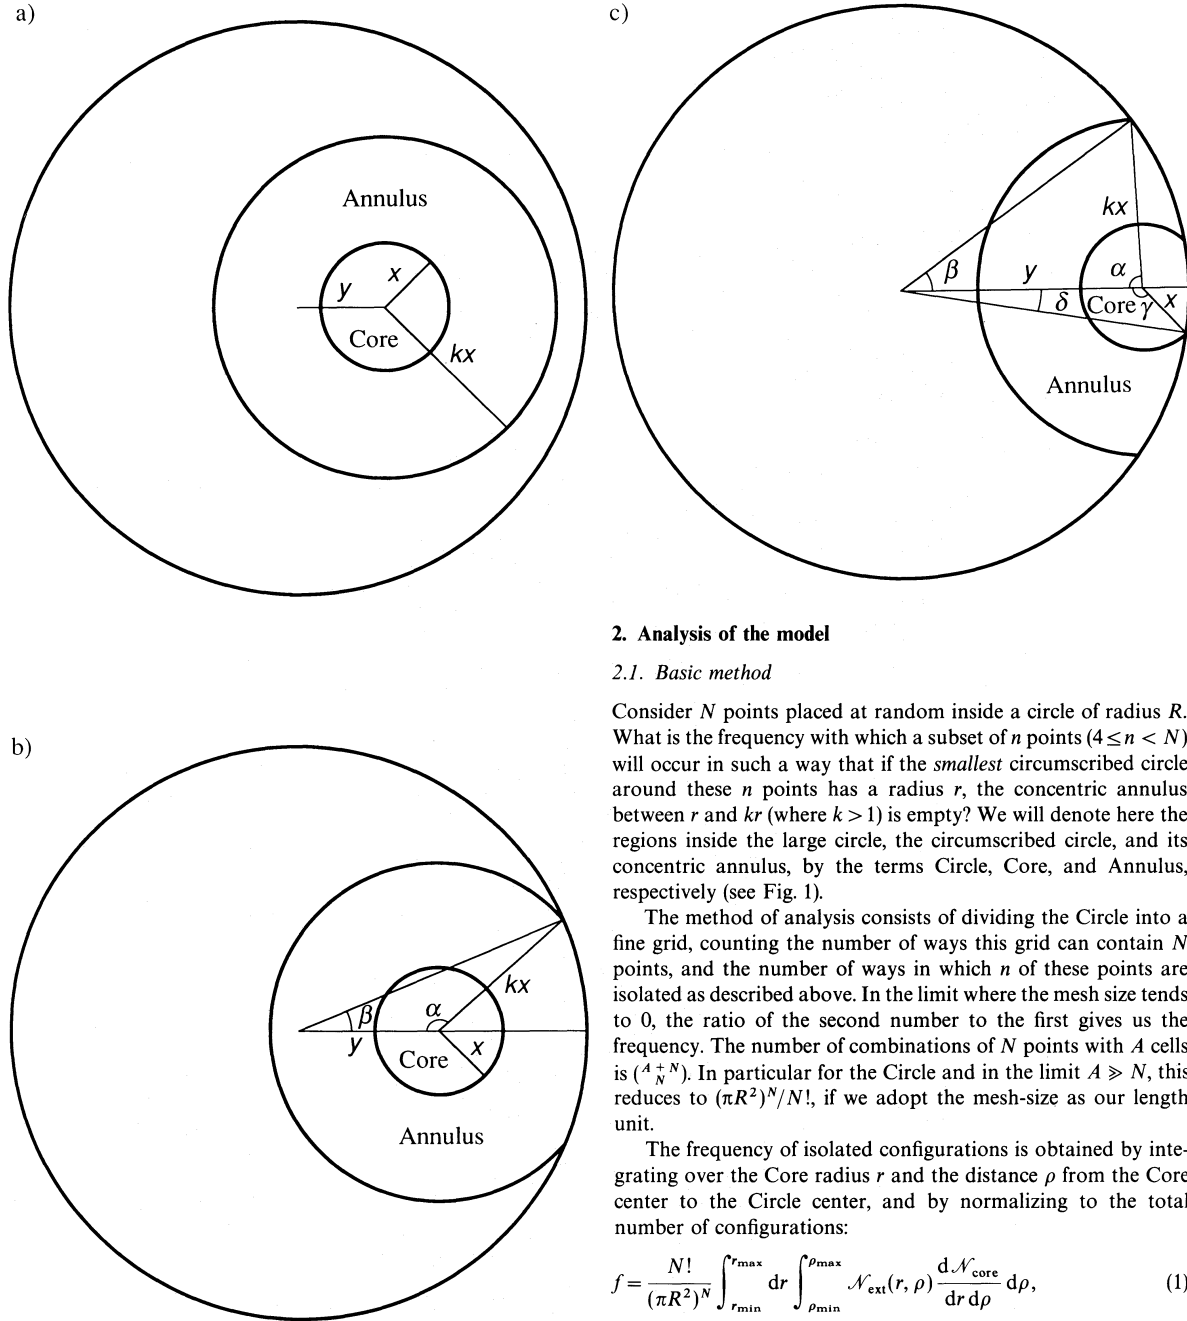 a)
Annulus
x
y
Core
kx
b)
β
α
kx
y
Core
x
Annulus
c)
kx
β
y
α
δ
Core γ
x
Annulus
2. Analysis of the model
2.1. Basic method
Consider N points placed at random inside a circle of radius R.
What is the frequency with which a subset of n points (4≤n < N)
will occur in such a way that if the smallest circumscribed circle
around these n points has a radius r, the concentric annulus
between r and kr (where k > 1) is empty? We will denote here the
regions inside the large circle, the circumscribed circle, and its
concentric annulus, by the terms Circle, Core, and Annulus,
respectively (see Fig. 1).
The method of analysis consists of dividing the Circle into a
fine grid, counting the number of ways this grid can contain N
points, and the number of ways in which n of these points are
isolated as described above. In the limit where the mesh size tends
to 0, the ratio of the second number to the first gives us the
frequency. The number of combinations of N points with A cells
is (^{A+N}_N). In particular for the Circle and in the limit A ≫ N, this
reduces to (πR²)^N/N!, if we adopt the mesh-size as our length
unit.
The frequency of isolated configurations is obtained by inte-
grating over the Core radius r and the distance ρ from the Core
center to the Circle center, and by normalizing to the total
number of configurations:
f = \frac{N!}{(πR²)^N} ∫_{r_min}^{r_max} dr ∫_{ρ_min}^{ρ_max} 𝒩_ext(r, ρ) \frac{d𝒩_core}{dr dρ} dρ, (1)